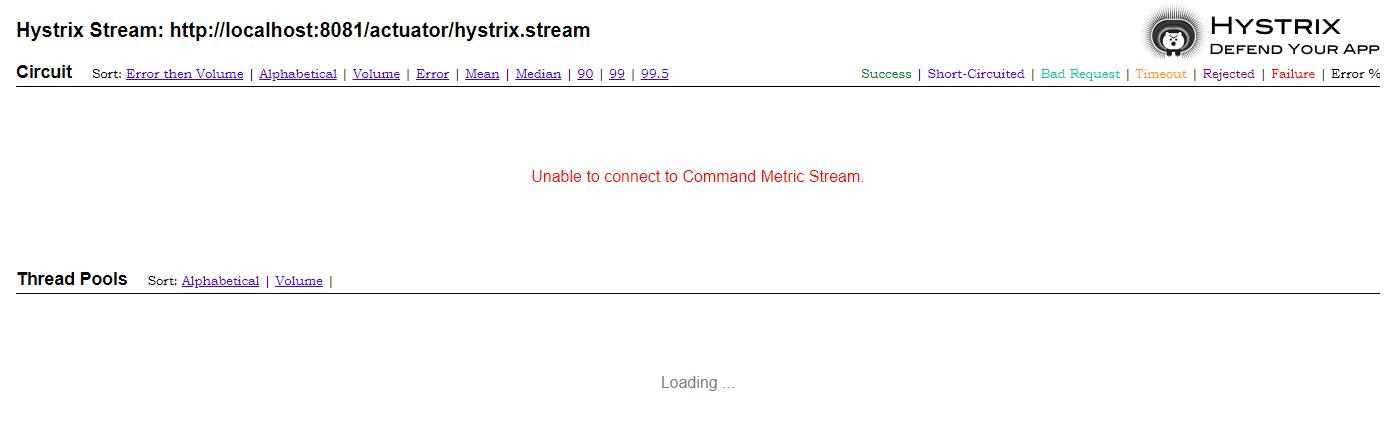 Hystrix Stream: http://localhost:8081/actuator/hystrix.stream
HYSTRIX
DEFEND YOUR APP
Circuit Sort: Error then Volume | Alphabetical | Volume | Error | Mean | Median | 90 | 99 | 99.5
Success | Short-Circuited | Bad Request | Timeout | Rejected | Failure | Error %
Unable to connect to Command Metric Stream.
Thread Pools Sort: Alphabetical | Volume |
Loading ...